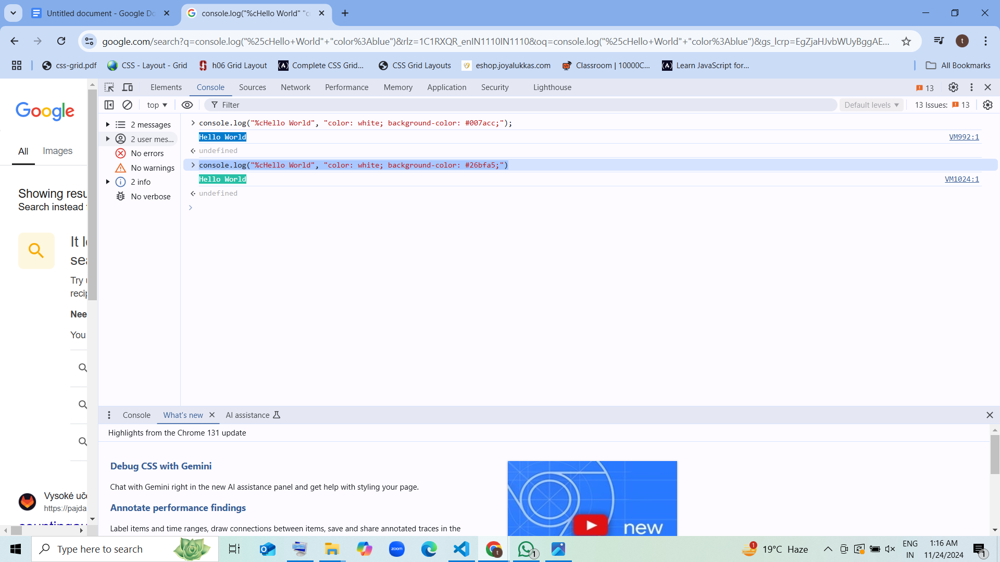 Untitled document - Google Do
console.log("%cHello World" "co
google.com/search?q=console.log("%25cHello+World"+"color%3Ablue")&rlz=1C1RXQR_enIN1110IN1110&oq=console.log("%25cHello+World"+"color%3Ablue")&gs_lcrp=EgZjaHJvbWUyBggAE...
t
css-grid.pdf
CSS - Layout - Grid
h06 Grid Layout
Complete CSS Grid...
CSS Grid Layouts
eshop.joyalukkas.com
Classroom | 10000C...
Learn JavaScript for...
All Bookmarks
Elements
Console
Sources
Network
Performance
Memory
Application
Security
Lighthouse
13
top
Filter
Default levels
13 Issues:
13
Google
All
Images
Showing resu
Search instead
It l
sea
Try
recip
Nee
You
Vysoké uč
https://pajda
2 messages
2 user mes...
No errors
No warnings
2 info
No verbose
console.log("%cHello World", "color: white; background-color: #007acc;");
Hello World
VM992:1
undefined
console.log("%cHello World", "color: white; background-color: #26bfa5;")
Hello World
VM1024:1
undefined
Console
What's new
AI assistance
Highlights from the Chrome 131 update
Debug CSS with Gemini
Chat with Gemini right in the new AI assistance panel and get help with styling your page.
Annotate performance findings
Label items and time ranges, draw connections between items, save and share annotated traces in the
new
Type here to search
zoom
t
1
1
19°C Haze
ENG
IN
1:16 AM
11/24/2024
1